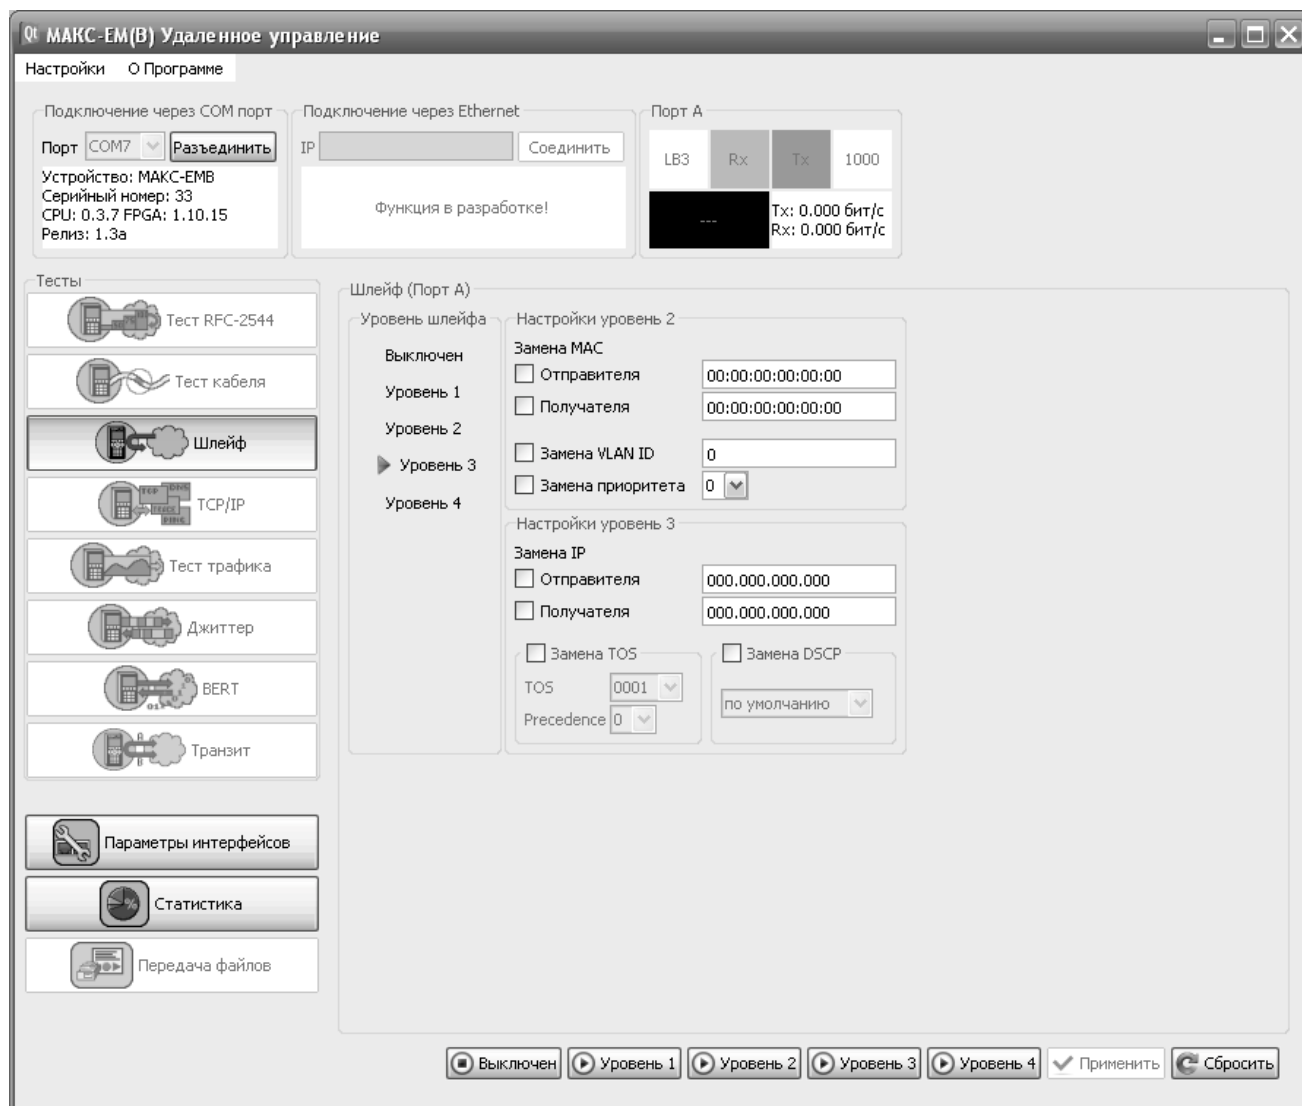 МАКС-EM(B) Удаленное управление
Настройки О Программе
Подключение через COM порт
Порт COM7 Разъединить
Устройство: МАКС-EMB
Серийный номер: 33
CPU: 0.3.7 FPGA: 1.10.15
Релиз: 1.3a
Подключение через Ethernet
IP Соединить
Функция в разработке!
Порт A
LB3 Rx Tx 1000
---
Tx: 0.000 бит/с
Rx: 0.000 бит/с
Тесты
Тест RFC-2544
Тест кабеля
Шлейф
TCP/IP
Тест трафика
Джиттер
BERT
Транзит
Параметры интерфейсов
Статистика
Передача файлов
Шлейф (Порт A)
Уровень шлейфа
Выключен
Уровень 1
Уровень 2
Уровень 3
Уровень 4
Настройки уровень 2
Замена MAC
Отправителя 00:00:00:00:00:00
Получателя 00:00:00:00:00:00
Замена VLAN ID 0
Замена приоритета 0
Настройки уровень 3
Замена IP
Отправителя 000.000.000.000
Получателя 000.000.000.000
Замена TOS
TOS 0001
Precedence 0
Замена DSCP
по умолчанию
Выключен Уровень 1 Уровень 2 Уровень 3 Уровень 4 Применить Сбросить